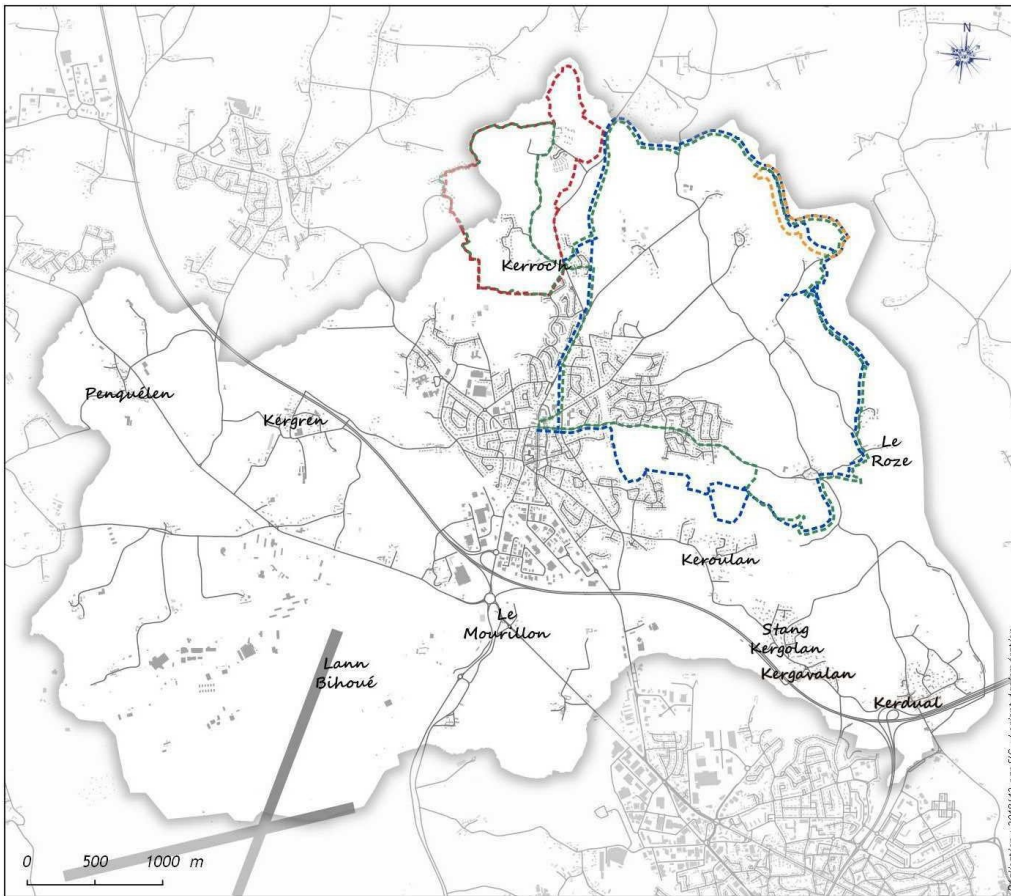 N
Kerroc'h
Penquélen
Kergren
Le
Roze
Keroulan
Le
Mourillon
Stang
Kergolan
Lann
Bihoué
Kergavalan
Kerdual
0 500 1000 m